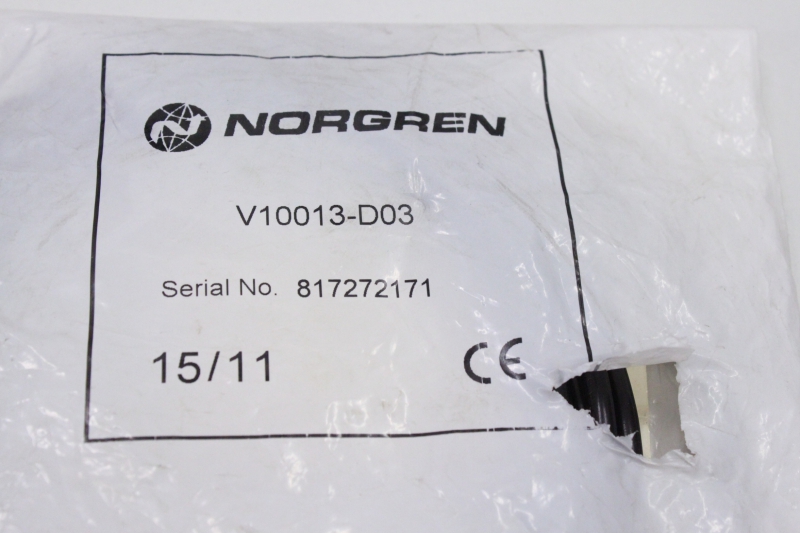 NORGREN
V10013-D03
Serial No. 817272171
15/11 CE